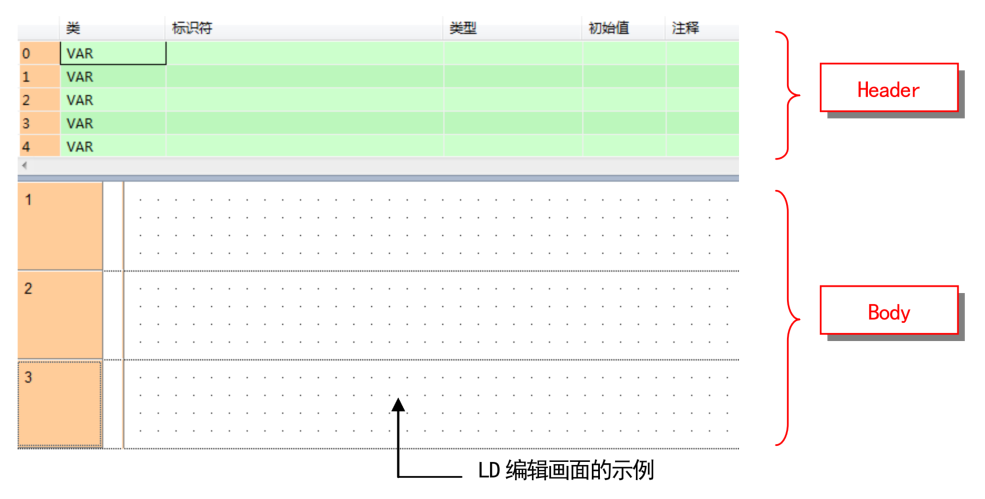 类 标识符 类型 初始值 注释
0 VAR
1 VAR
2 VAR
3 VAR
4 VAR
Header
1
2
3
Body
LD 编辑画面的示例